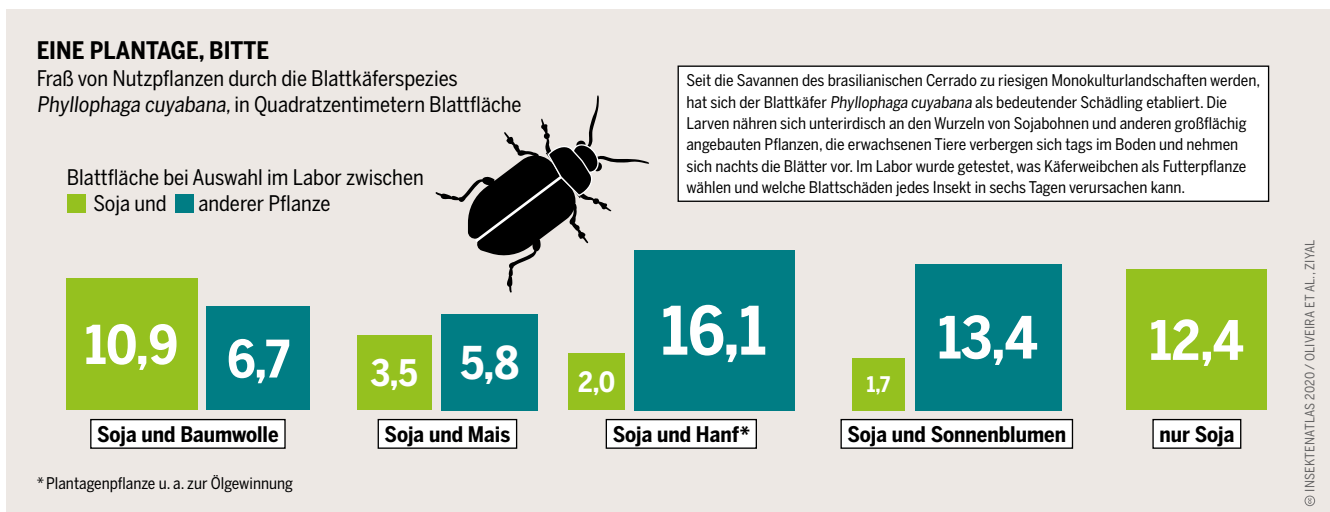 EINE PLANTAGE, BITTE
Fraß von Nutzpflanzen durch die Blattkäferspezies
Phyllophaga cuyabana, in Quadratzentimetern Blattfläche
Seit die Savannen des brasilianischen Cerrado zu riesigen Monokulturlandschaften werden,
hat sich der Blattkäfer Phyllophaga cuyabana als bedeutender Schädling etabliert. Die
Larven nähren sich unterirdisch an den Wurzeln von Sojabohnen und anderen großflächig
angebauten Pflanzen, die erwachsenen Tiere verbergen sich tags im Boden und nehmen
sich nachts die Blätter vor. Im Labor wurde getestet, was Käferweibchen als Futterpflanze
wählen und welche Blattschäden jedes Insekt in sechs Tagen verursachen kann.
Blattfläche bei Auswahl im Labor zwischen
Soja und anderer Pflanze
10,9
6,7
Soja und Baumwolle
3,5
5,8
Soja und Mais
2,0
16,1
Soja und Hanf*
1,7
13,4
Soja und Sonnenblumen
12,4
nur Soja
* Plantagenpflanze u. a. zur Ölgewinnung
INSEKTENATLAS 2020 / OLIVEIRA ET AL., ZIYAL